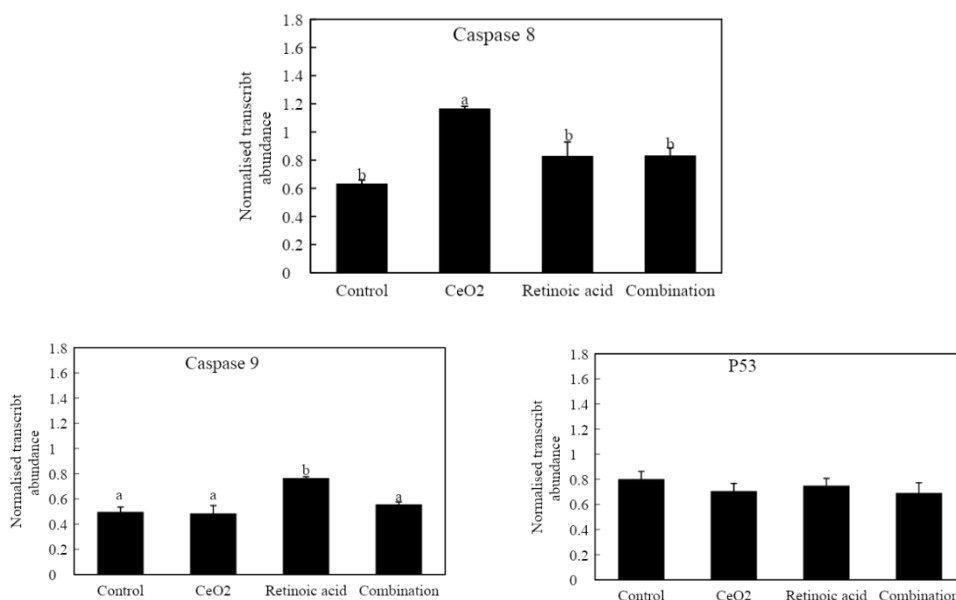 Caspase 8
Normalised transcribt
abundance
1.8
1.6
1.4
1.2
1
0.8
0.6
0.4
0.2
0
b
a
b
b
Control CeO2 Retinoic acid Combination
Caspase 9
Normalised transcribt
abundance
1.8
1.6
1.4
1.2
1
0.8
0.6
0.4
0.2
0
a
a
b
a
Control CeO2 Retinoic acid Combination
P53
Normalised transcribt
abundance
1.8
1.6
1.4
1.2
1
0.8
0.6
0.4
0.2
0
Control CeO2 Retinoic acid Combination